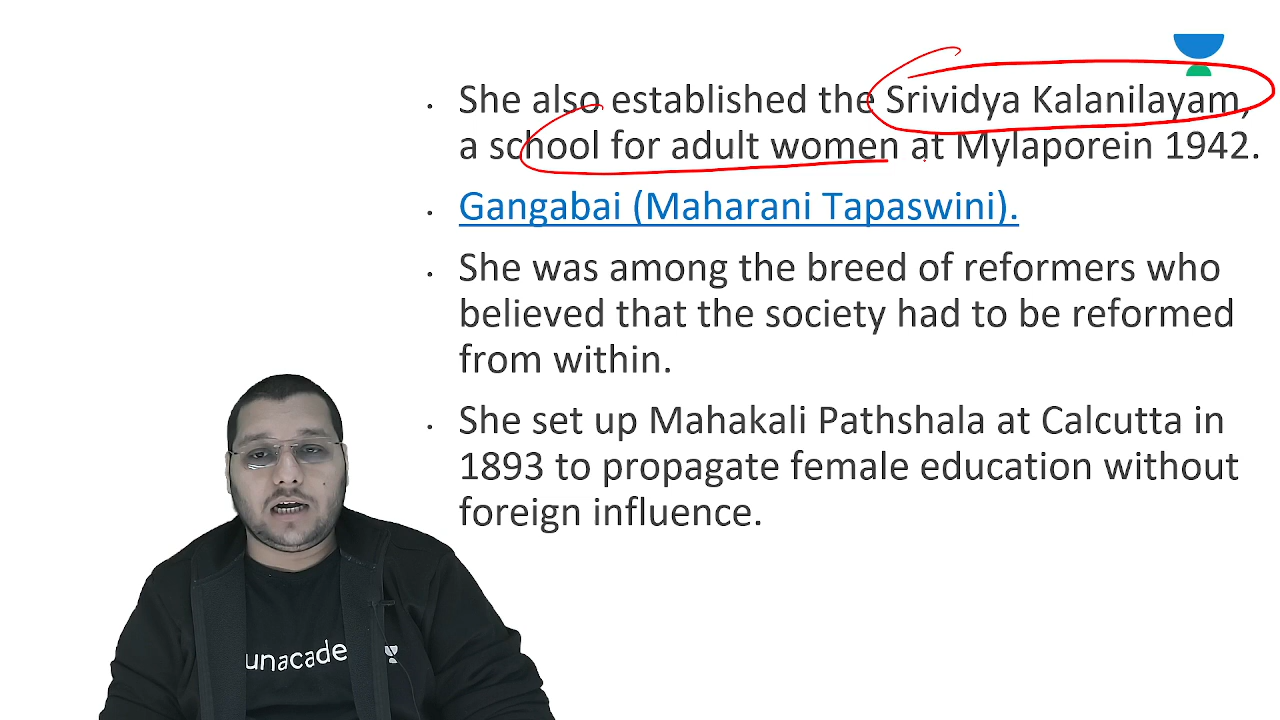 She also established the Srividya Kalanilayam,
a school for adult women at Mylaporein 1942.
Gangabai (Maharani Tapaswini).
She was among the breed of reformers who
believed that the society had to be reformed
from within.
She set up Mahakali Pathshala at Calcutta in
1893 to propagate female education without
foreign influence.
unacade